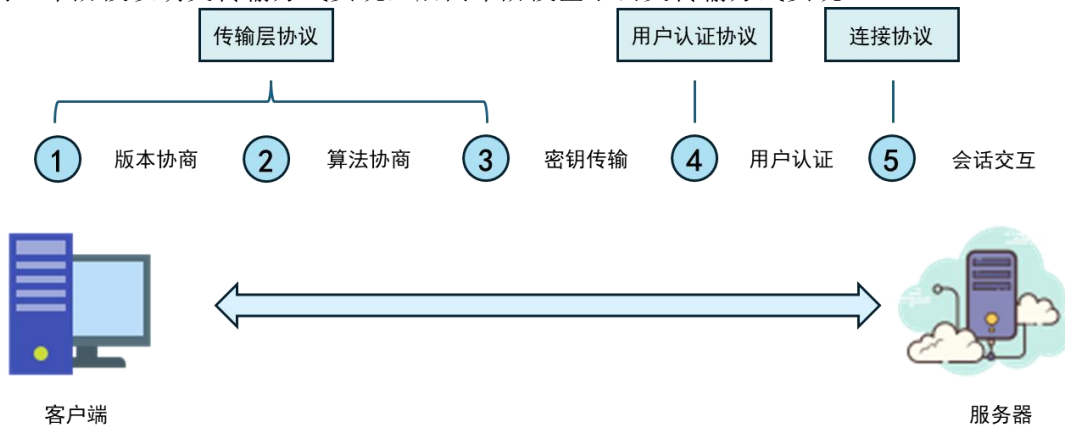 传输层协议 用户认证协议 连接协议
1 版本协商 2 算法协商 3 密钥传输 4 用户认证 5 会话交互
客户端 服务器